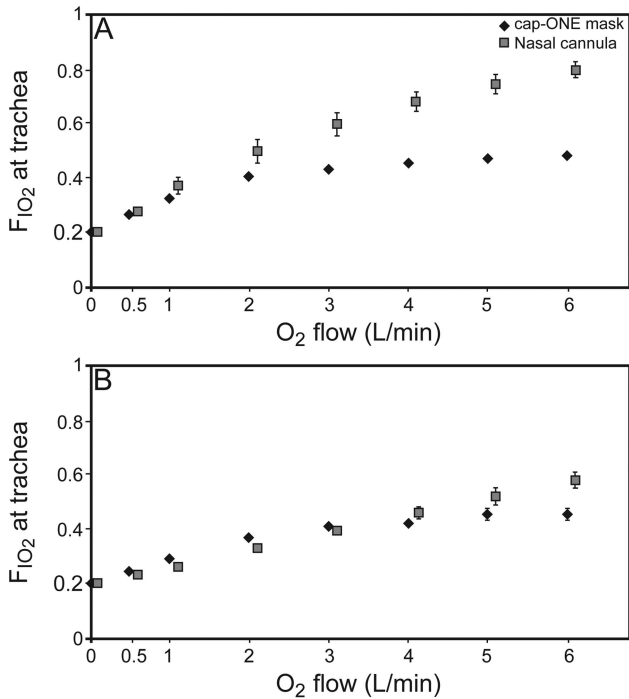 A
cap-ONE mask
Nasal cannula
1
0.8
0.6
0.4
0.2
0
FIO2 at trachea
0 0.5 1 2 3 4 5 6
O2 flow (L/min)
B
1
0.8
0.6
0.4
0.2
0
FIO2 at trachea
0 0.5 1 2 3 4 5 6
O2 flow (L/min)